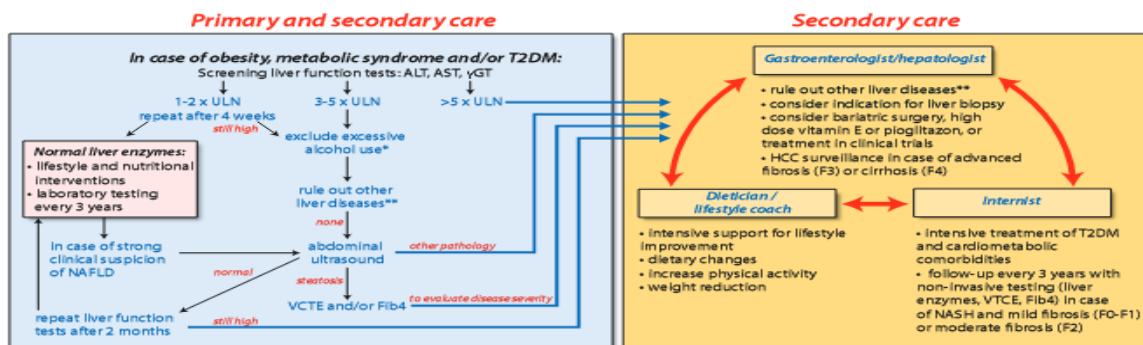 Primary and secondary care
In case of obesity, metabolic syndrome and/or T2DM:
Screening liver function tests: ALT, AST, γGT
1-2 x ULN
3-5 x ULN
>5 x ULN
repeat after 4 weeks
still high
exclude excessive
alcohol use*
Normal liver enzymes:
• lifestyle and nutritional
interventions
• laboratory testing
every 3 years
rule out other
liver diseases**
none
in case of strong
clinical suspicion
of NAFLD
abdominal
ultrasound
other pathology
normal
steatosis
VCTE and/or Fib4
to evaluate disease severity
repeat liver function
tests after 2 months
still high
Secondary care
Gastroenterologist/hepatologist
• rule out other liver diseases**
• consider indication for liver biopsy
• consider bariatric surgery, high
dose vitamin E or pioglitazon, or
treatment in clinical trials
• HCC surveillance in case of advanced
fibrosis (F3) or cirrhosis (F4)
Dietician /
lifestyle coach
• intensive support for lifestyle
improvement
• dietary changes
• increase physical activity
• weight reduction
Internist
• intensive treatment of T2DM
and cardiometabolic
comorbidities
• follow-up every 3 years with
non-invasive testing (liver
enzymes, VTCE, Fib4) in case
of NASH and mild fibrosis (F0-F1)
or moderate fibrosis (F2)